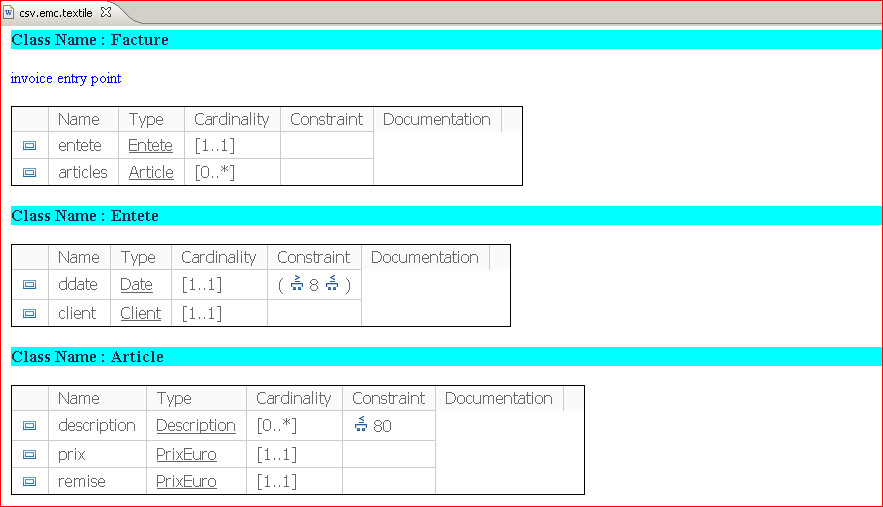 csv.emc.textile
Class Name : Facture
invoice entry point
Name Type Cardinality Constraint Documentation
entete Entete [1..1]
articles Article [0..*]
Class Name : Entete
Name Type Cardinality Constraint Documentation
ddate Date [1..1] ( ≥ 8 ≤ )
client Client [1..1]
Class Name : Article
Name Type Cardinality Constraint Documentation
description Description [0..*] ≤ 80
prix PrixEuro [1..1]
remise PrixEuro [1..1]